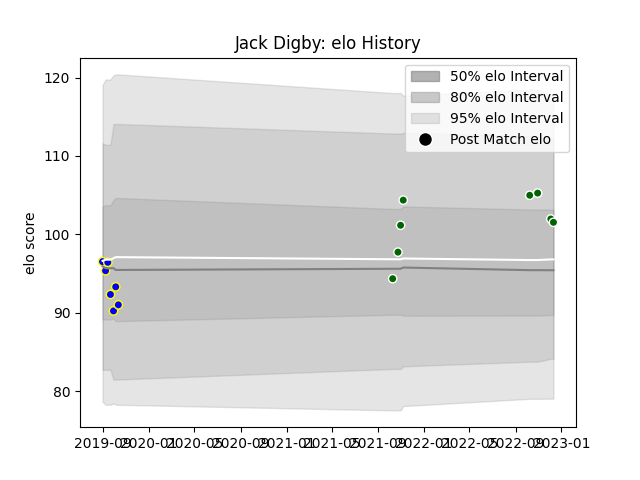 Jack Digby: elo History
50% elo Interval
80% elo Interval
95% elo Interval
Post Match elo
elo score
120
110
100
90
80
2019-09 2020-01 2020-05 2020-09 2021-01 2021-05 2021-09 2022-01 2022-05 2022-09 2023-01